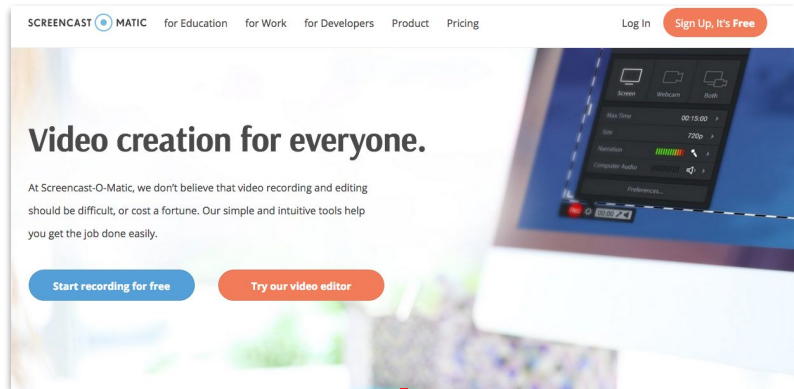 SCREENCAST MATIC for Education for Work for Developers Product Pricing Log In Sign Up, It's Free
Video creation for everyone.
At Screencast-O-Matic, we don't believe that video recording and editing
should be difficult, or cost a fortune. Our simple and intuitive tools help
you get the job done easily.
Start recording for free Try our video editor
Screen Webcam Both
Max Time 00:15:00
Size 720p
Narration
Computer Audio
Preferences...
00:00